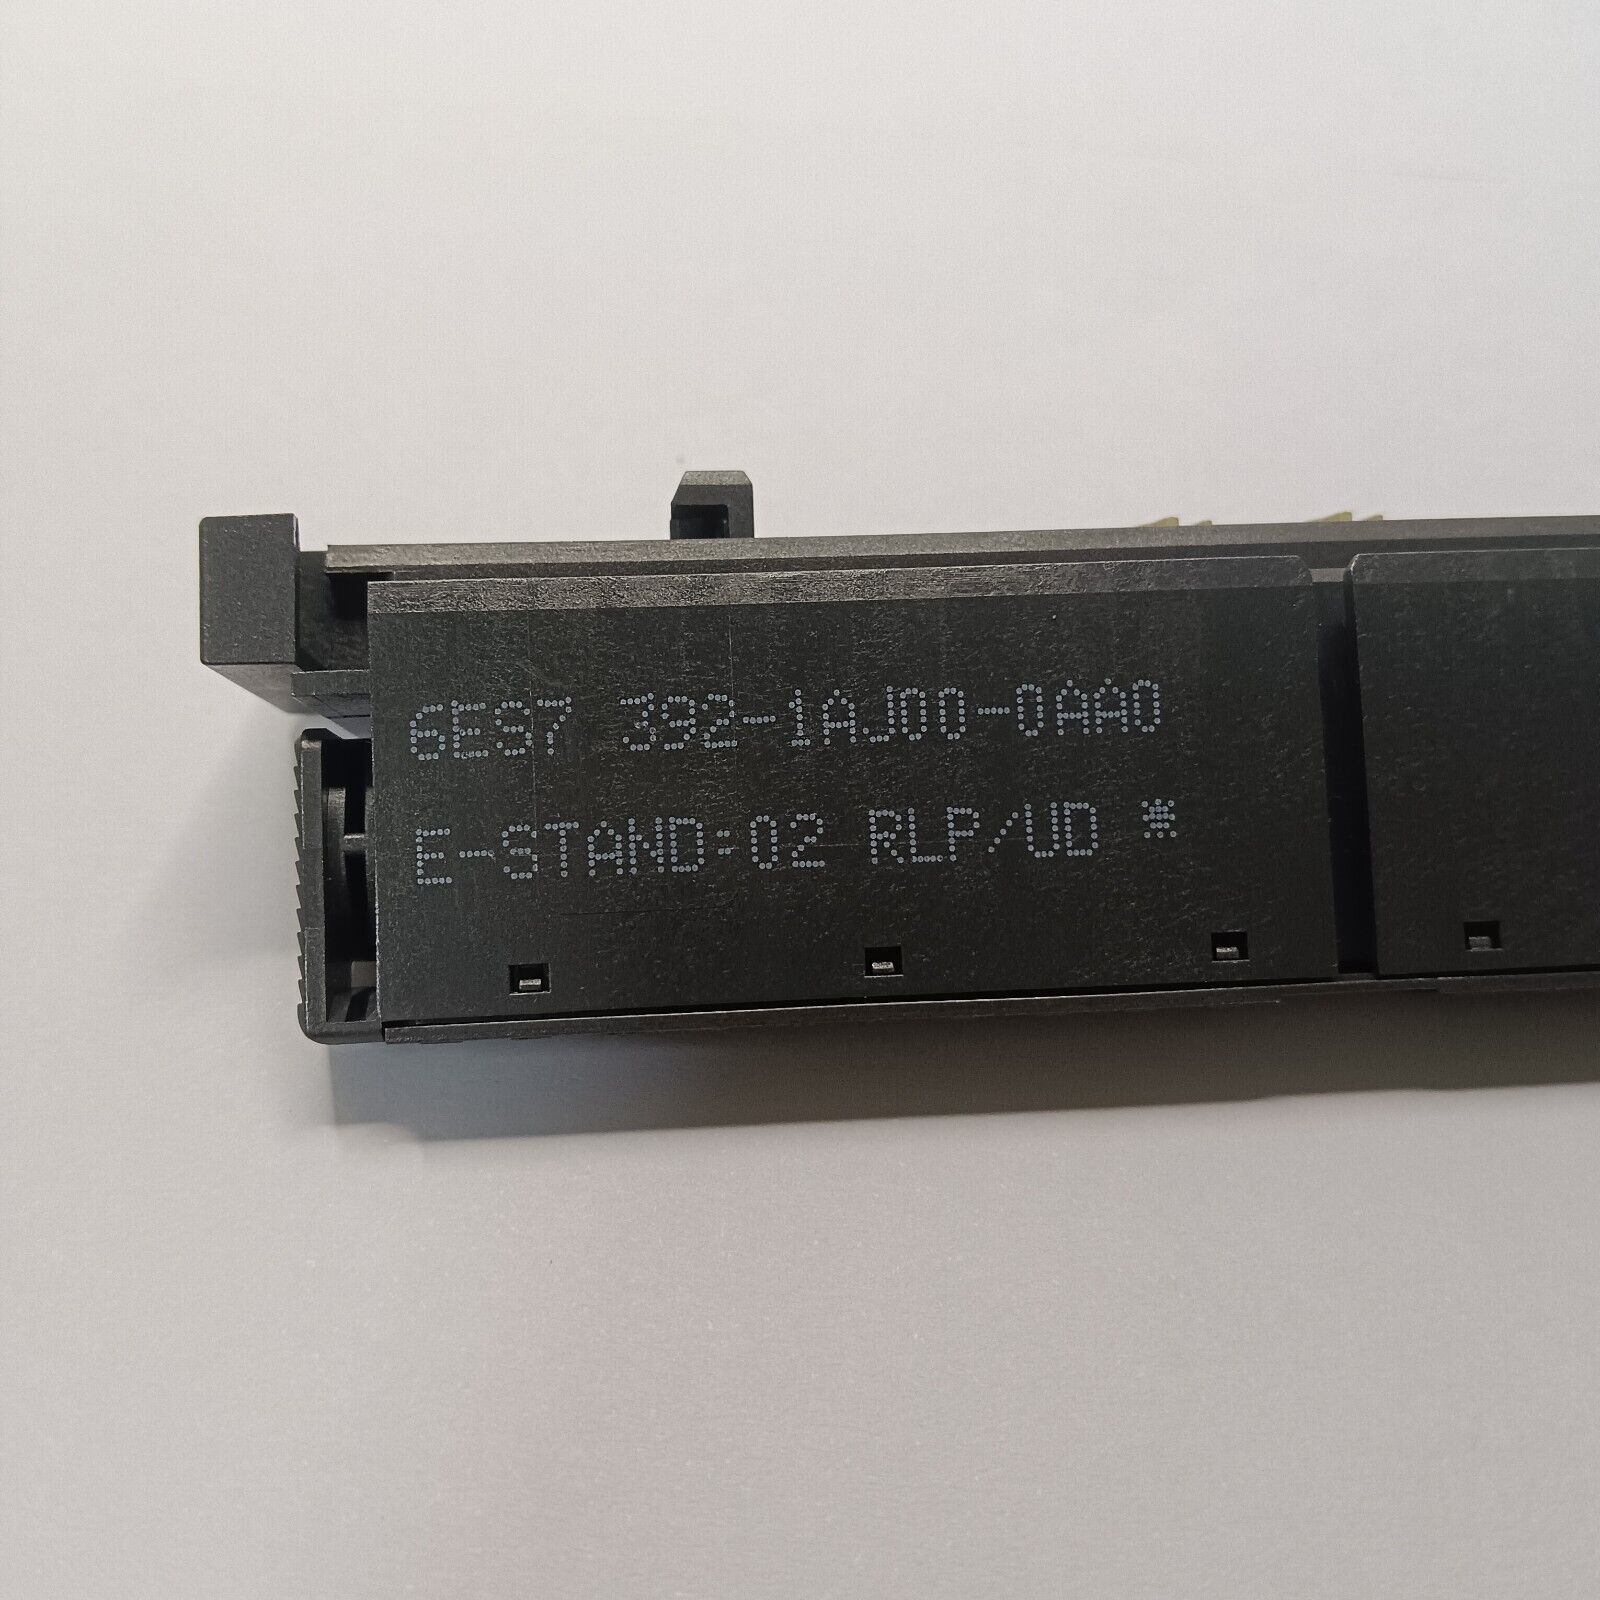 6ES7 392-1AJ00-0AA0
E-STAND:02 RLP/UD *